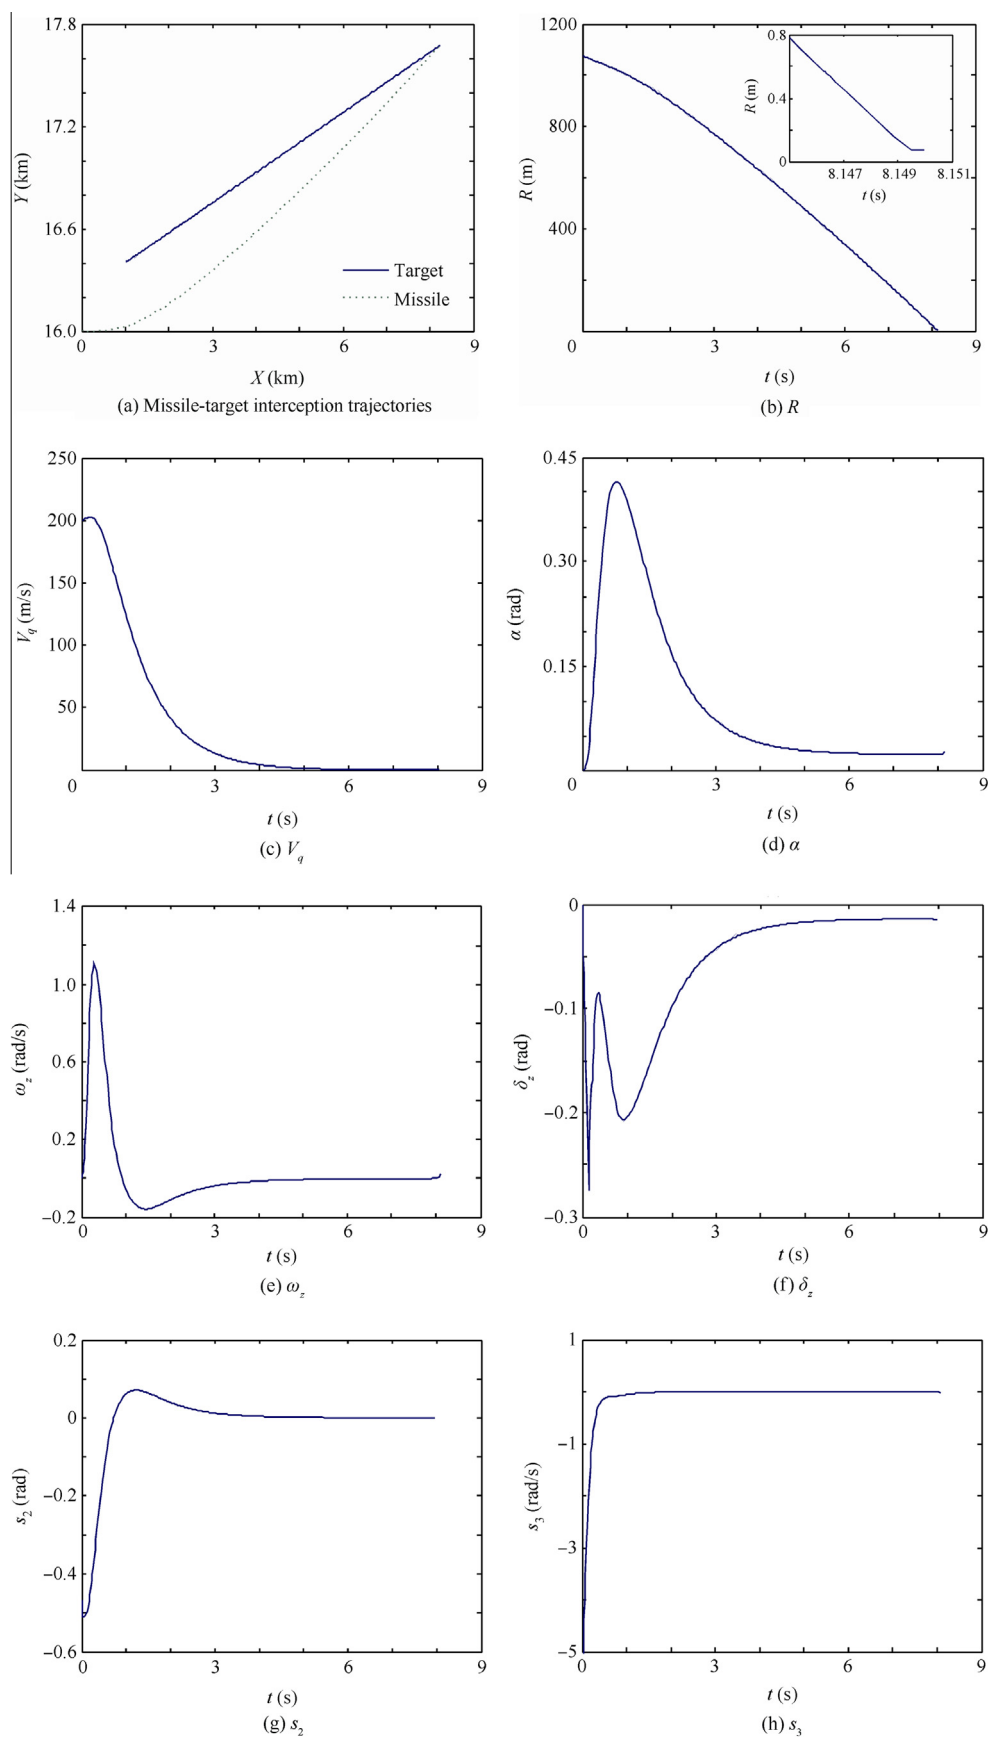 17.8
17.2
16.6
16.0
Y (km)
Target
Missile
0
3
6
9
X (km)
(a) Missile-target interception trajectories
1200
800
400
0
R (m)
0.8
0.4
0
R (m)
8.147
8.149
8.151
t (s)
3
6
9
t (s)
(b) R
250
200
150
100
50
0
V_q (m/s)
3
6
9
t (s)
(c) V_q
0.45
0.30
0.15
0
α (rad)
3
6
9
t (s)
(d) α
1.4
1.0
0.6
0.2
−0.2
ω_z (rad/s)
0
3
6
9
t (s)
(e) ω_z
0
−0.1
−0.2
−0.3
δ_z (rad)
0
3
6
9
t (s)
(f) δ_z
0.2
0
−0.2
−0.4
−0.6
s_2 (rad)
0
3
6
9
t (s)
(g) s_2
1
−1
−3
−5
s_3 (rad/s)
0
3
6
9
t (s)
(h) s_3